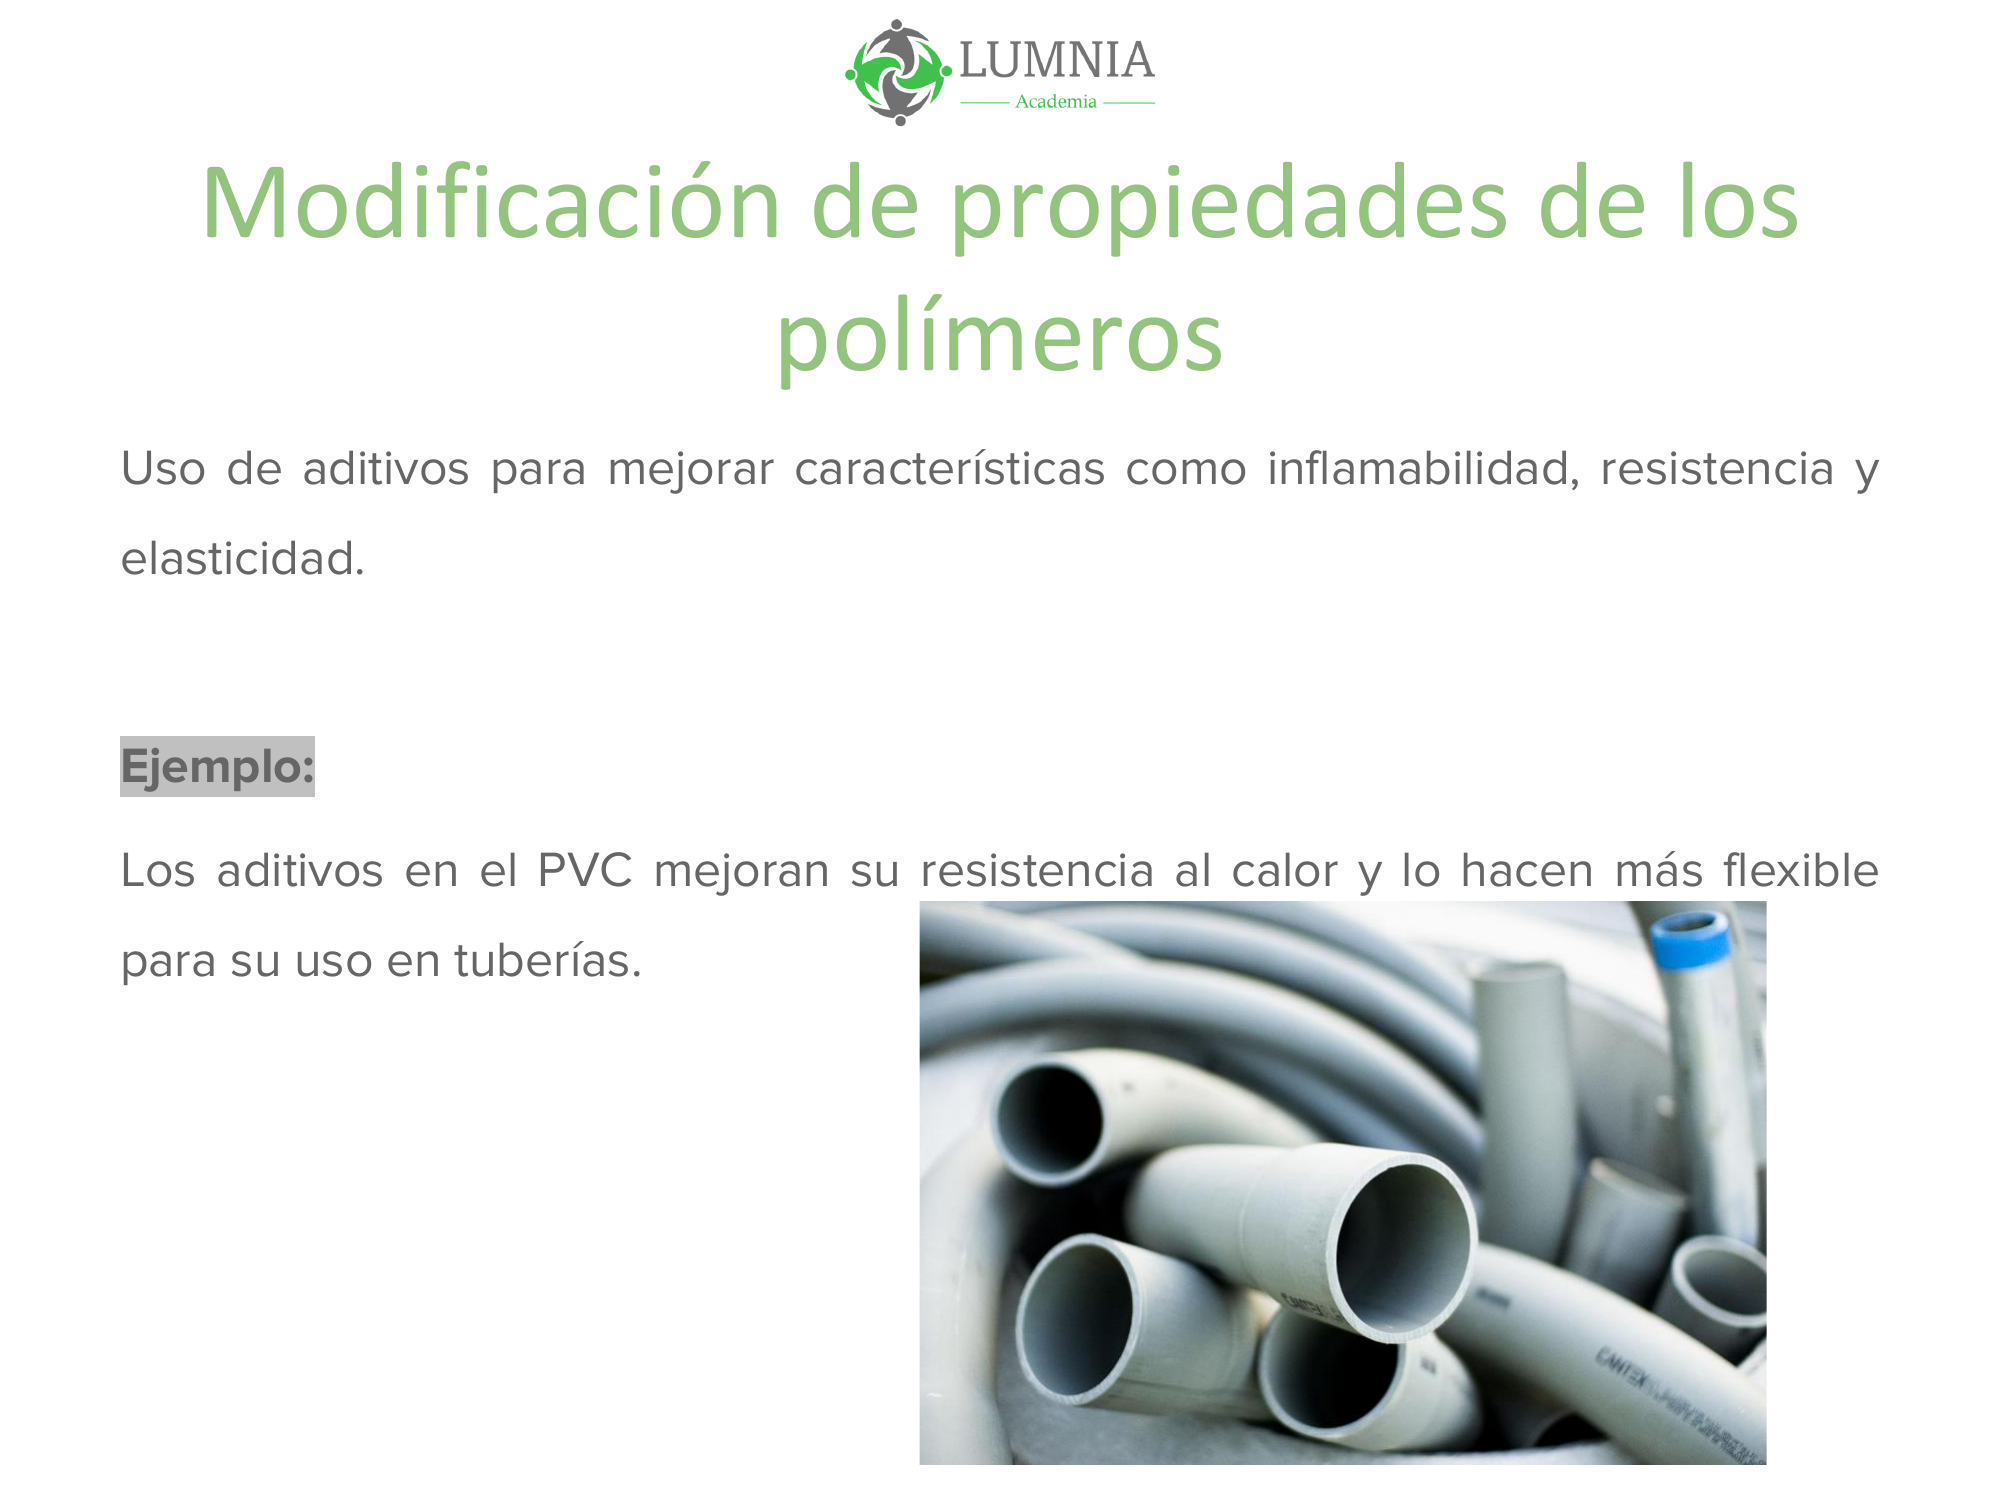 LUMNIA
Academia
Modificación de propiedades de los
polímeros
Uso de aditivos para mejorar características como inflamabilidad, resistencia y
elasticidad.
Ejemplo:
Los aditivos en el PVC mejoran su resistencia al calor y lo hacen más flexible
para su uso en tuberías.
CANTEX